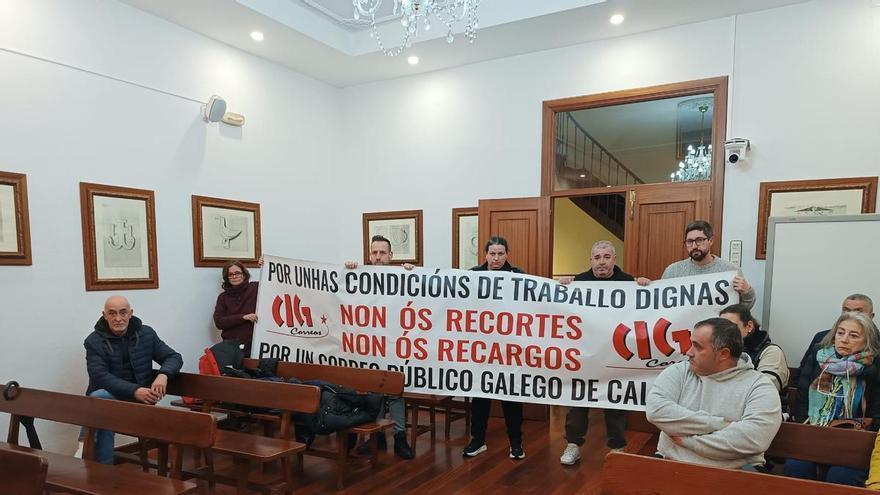 POR UNHAS CONDICIÓNS DE TRABALLO DIGNAS
CIG Correos
NON ÓS RECORTES
NON ÓS RECARGOS
CIG
POR UN CORREO PÚBLICO GALEGO DE CAL